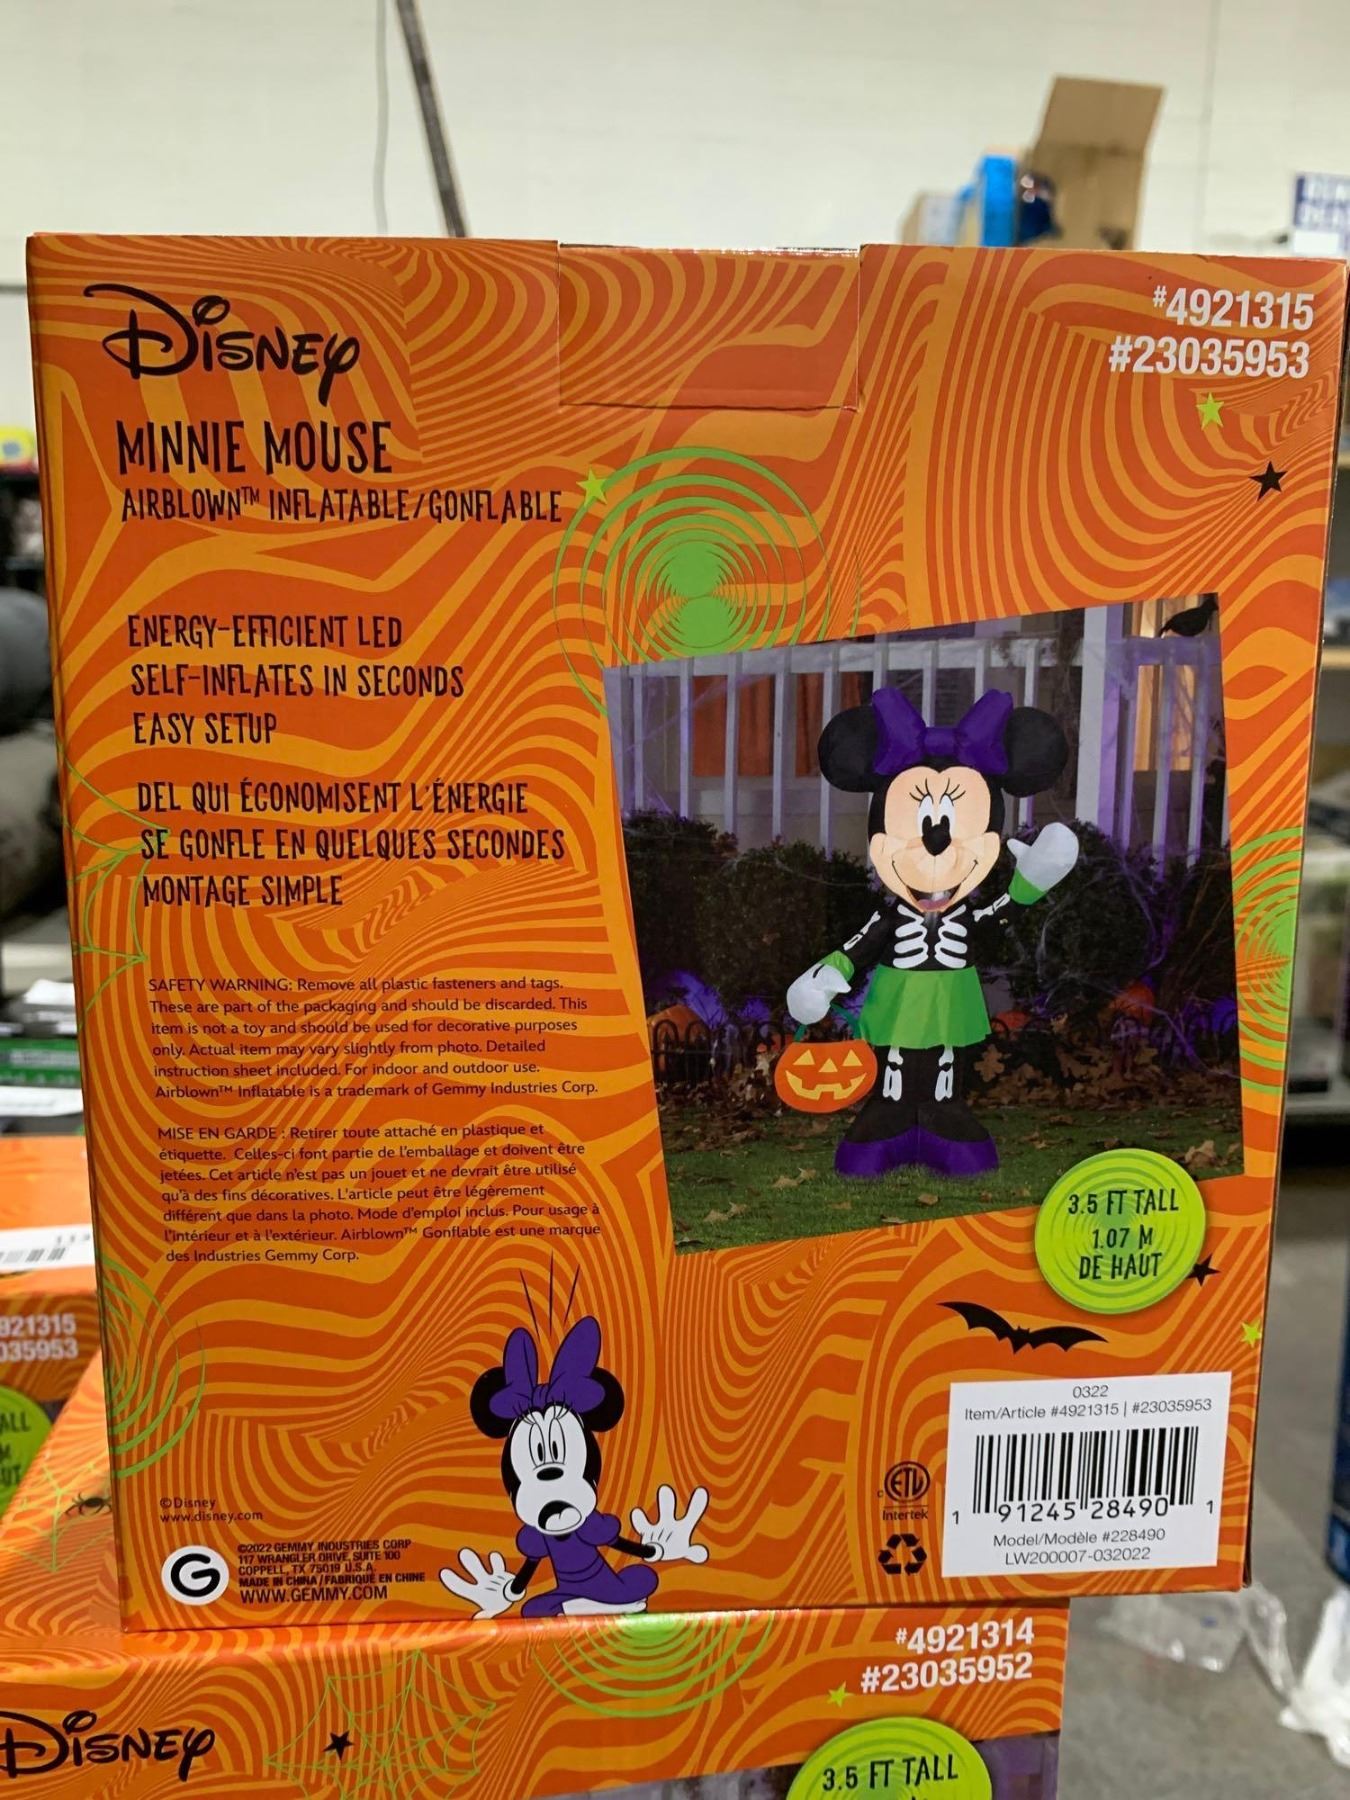 Disney
MINNIE MOUSE
AIRBLOWN™ INFLATABLE/GONFLABLE
#4921315
#23035953
ENERGY-EFFICIENT LED
SELF-INFLATES IN SECONDS
EASY SETUP
DEL QUI ÉCONOMISENT L'ÉNERGIE
SE GONFLE EN QUELQUES SECONDES
MONTAGE SIMPLE
SAFETY WARNING: Remove all plastic fasteners and tags.
These are part of the packaging and should be discarded. This
item is not a toy and should be used for decorative purposes
only. Actual item may vary slightly from photo. Detailed
instruction sheet included. For indoor and outdoor use.
Airblown™ Inflatable is a trademark of Gemmy Industries Corp.
MISE EN GARDE : Retirer toute attaché en plastique et
étiquette. Celles-ci font partie de l'emballage et doivent être
jetées. Cet article n'est pas un jouet et ne devrait être utilisé
qu'à des fins décoratives. L'article peut être légèrement
différent que dans la photo. Mode d'emploi inclus. Pour usage à
l'intérieur et à l'extérieur. Airblown™ Gonflable est une marque
des Industries Gemmy Corp.
3.5 FT TALL
1.07 M
DE HAUT
©Disney
www.disney.com
G
©2022 GEMMY INDUSTRIES CORP
117 WRANGLER DRIVE, SUITE 100
COPPELL, TX 75019 U.S.A.
MADE IN CHINA / FABRIQUÉ EN CHINE
WWW.GEMMY.COM
C ETL
Intertek
0322
Item/Article #4921315 | #23035953
1 91245 28490 1
Model/Modèle #228490
LW200007-032022
921315
035953
ALL
M
UT
#4921314
#23035952
Disney
3.5 FT TALL